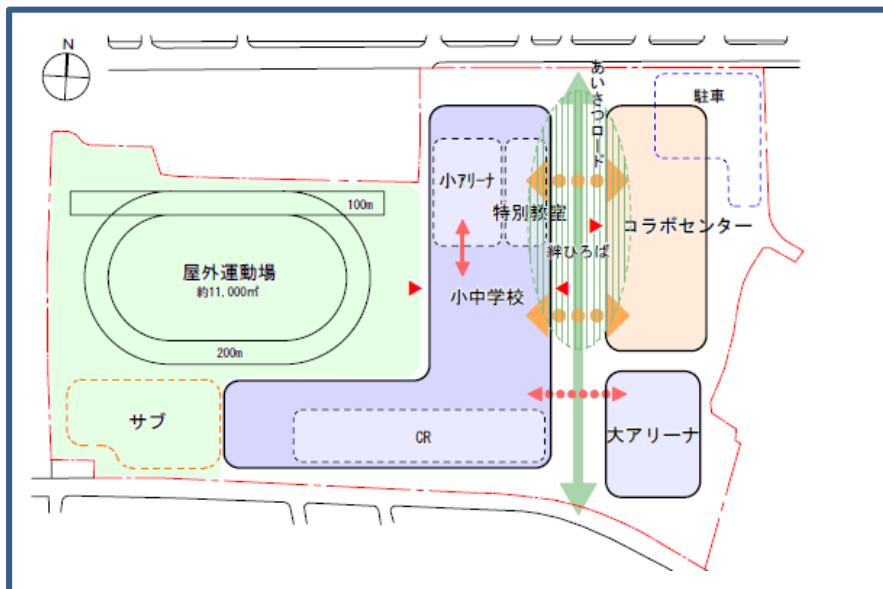 N
あいさつロード
駐車
小アリーナ
特別教室
100m
コラボセンター
絆ひろば
屋外運動場
約11,000㎡
小中学校
200m
サブ
CR
大アリーナ